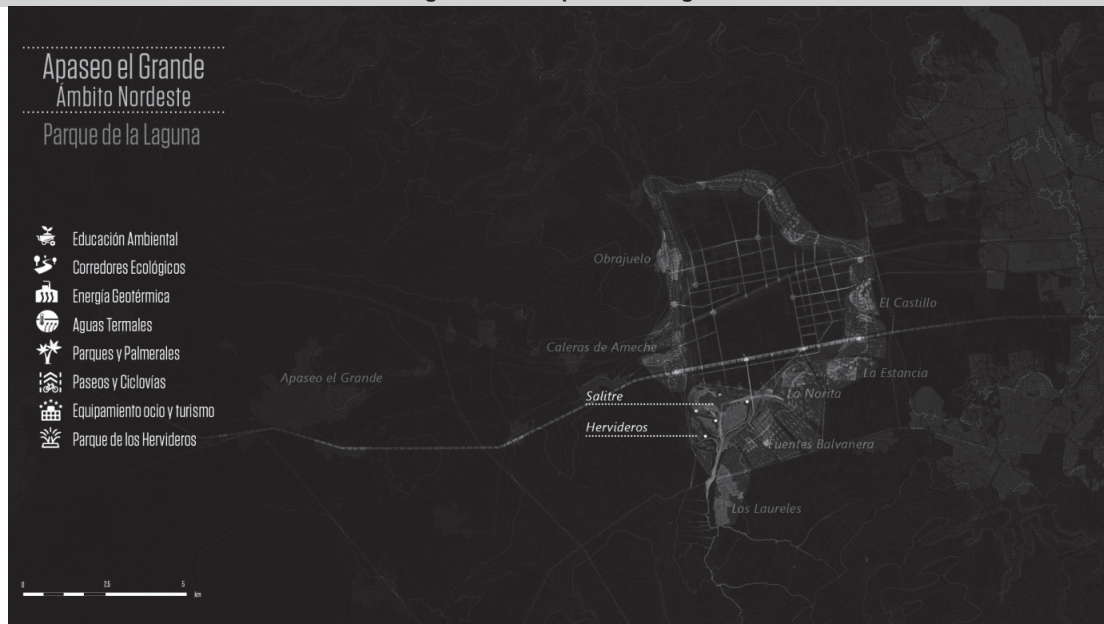 Apaseo el Grande
Ámbito Nordeste
Parque de la Laguna
Educación Ambiental
Corredores Ecológicos
Energía Geotérmica
Aguas Termales
Parques y Palmerales
Paseos y Ciclovías
Equipamiento ocio y turismo
Parque de los Hervideros
Obrajuelo
El Castillo
Caleras de Ameche
Apaseo el Grande
La Estancia
Salitre
La Norita
Hervideros
Fuentes Balvanera
Los Laureles
0 2,5 5
km